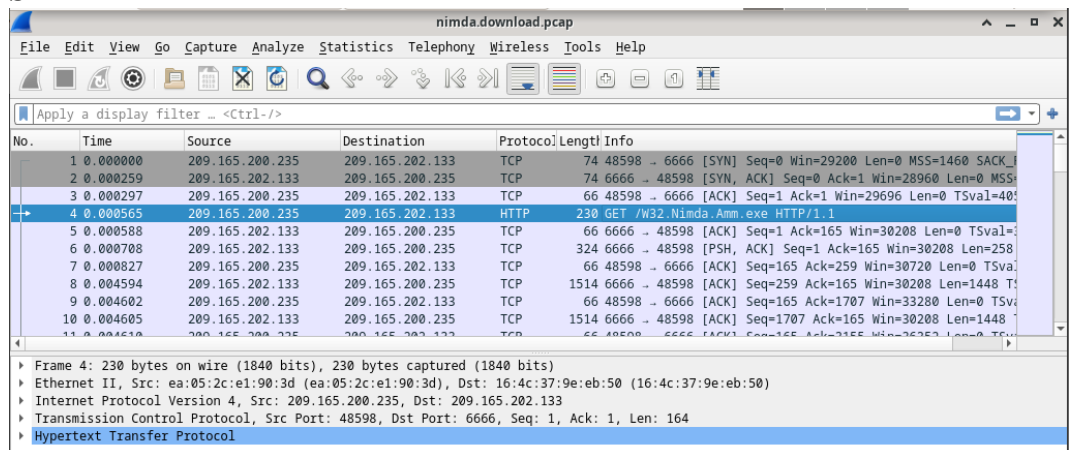 nimda.download.pcap
File Edit View Go Capture Analyze Statistics Telephony Wireless Tools Help
Apply a display filter … <Ctrl-/>
No. Time Source Destination Protocol Length Info
1 0.000000 209.165.200.235 209.165.202.133 TCP 74 48598 → 6666 [SYN] Seq=0 Win=29200 Len=0 MSS=1460
2 0.000259 209.165.202.133 209.165.200.235 TCP 74 6666 → 48598 [SYN, ACK] Seq=0 Ack=1 Win=28960 Len=0 MSS
3 0.000297 209.165.200.235 209.165.202.133 TCP 66 48598 → 6666 [ACK] Seq=1 Ack=1 Win=29696 Len=0
4 0.000565 209.165.200.235 209.165.202.133 HTTP 230 GET /W32.Nimda.Amm.exe HTTP/1.1
5 0.000588 209.165.202.133 209.165.200.235 TCP 66 6666 → 48598 [ACK] Seq=1 Ack=165 Win=30208 Len=0
6 0.000708 209.165.202.133 209.165.200.235 TCP 324 6666 → 48598 [PSH, ACK] Seq=1 Ack=165 Win=30208 Len=258
7 0.000827 209.165.200.235 209.165.202.133 TCP 66 48598 → 6666 [ACK] Seq=165 Ack=259 Win=30720 Len=0
8 0.004594 209.165.202.133 209.165.200.235 TCP 1514 6666 → 48598 [ACK] Seq=259 Ack=165 Win=30208 Len=1448
9 0.004602 209.165.200.235 209.165.202.133 TCP 66 48598 → 6666 [ACK] Seq=165 Ack=1707 Win=33280 Len=0
10 0.004605 209.165.202.133 209.165.200.235 TCP 1514 6666 → 48598 [ACK] Seq=1707 Ack=165 Win=30208 Len=1448
Frame 4: 230 bytes on wire (1840 bits), 230 bytes captured (1840 bits)
Ethernet II, Src: ea:05:2c:e1:90:3d (ea:05:2c:e1:90:3d), Dst: 16:4c:37:9e:eb:50 (16:4c:37:9e:eb:50)
Internet Protocol Version 4, Src: 209.165.200.235, Dst: 209.165.202.133
Transmission Control Protocol, Src Port: 48598, Dst Port: 6666, Seq: 1, Ack: 1, Len: 164
Hypertext Transfer Protocol